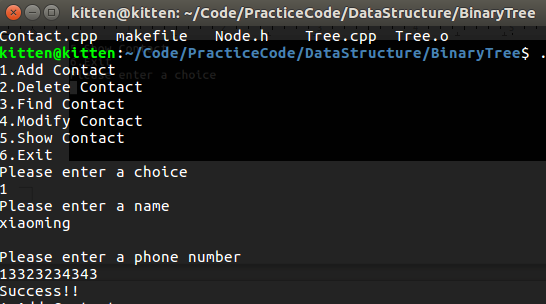 kitten@kitten: ~/Code/PracticeCode/DataStructure/BinaryTree
Contact.cpp makefile Node.h Tree.cpp Tree.o
kitten@kitten:~/Code/PracticeCode/DataStructure/BinaryTree$ .
1.Add Contact
2.Delete Contact
3.Find Contact
4.Modify Contact
5.Show Contact
6.Exit
Please enter a choice
1
Please enter a name
xiaoming
Please enter a phone number
13323234343
Success!!